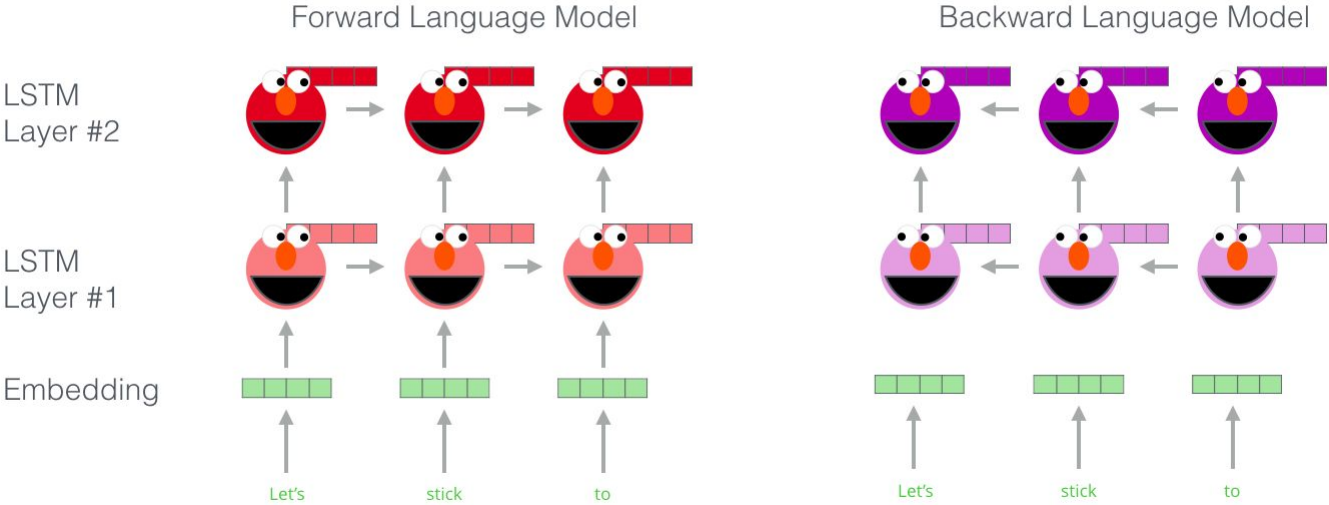 Forward Language Model
Backward Language Model
LSTM
Layer #2
LSTM
Layer #1
Embedding
Let's
stick
to
Let's
stick
to